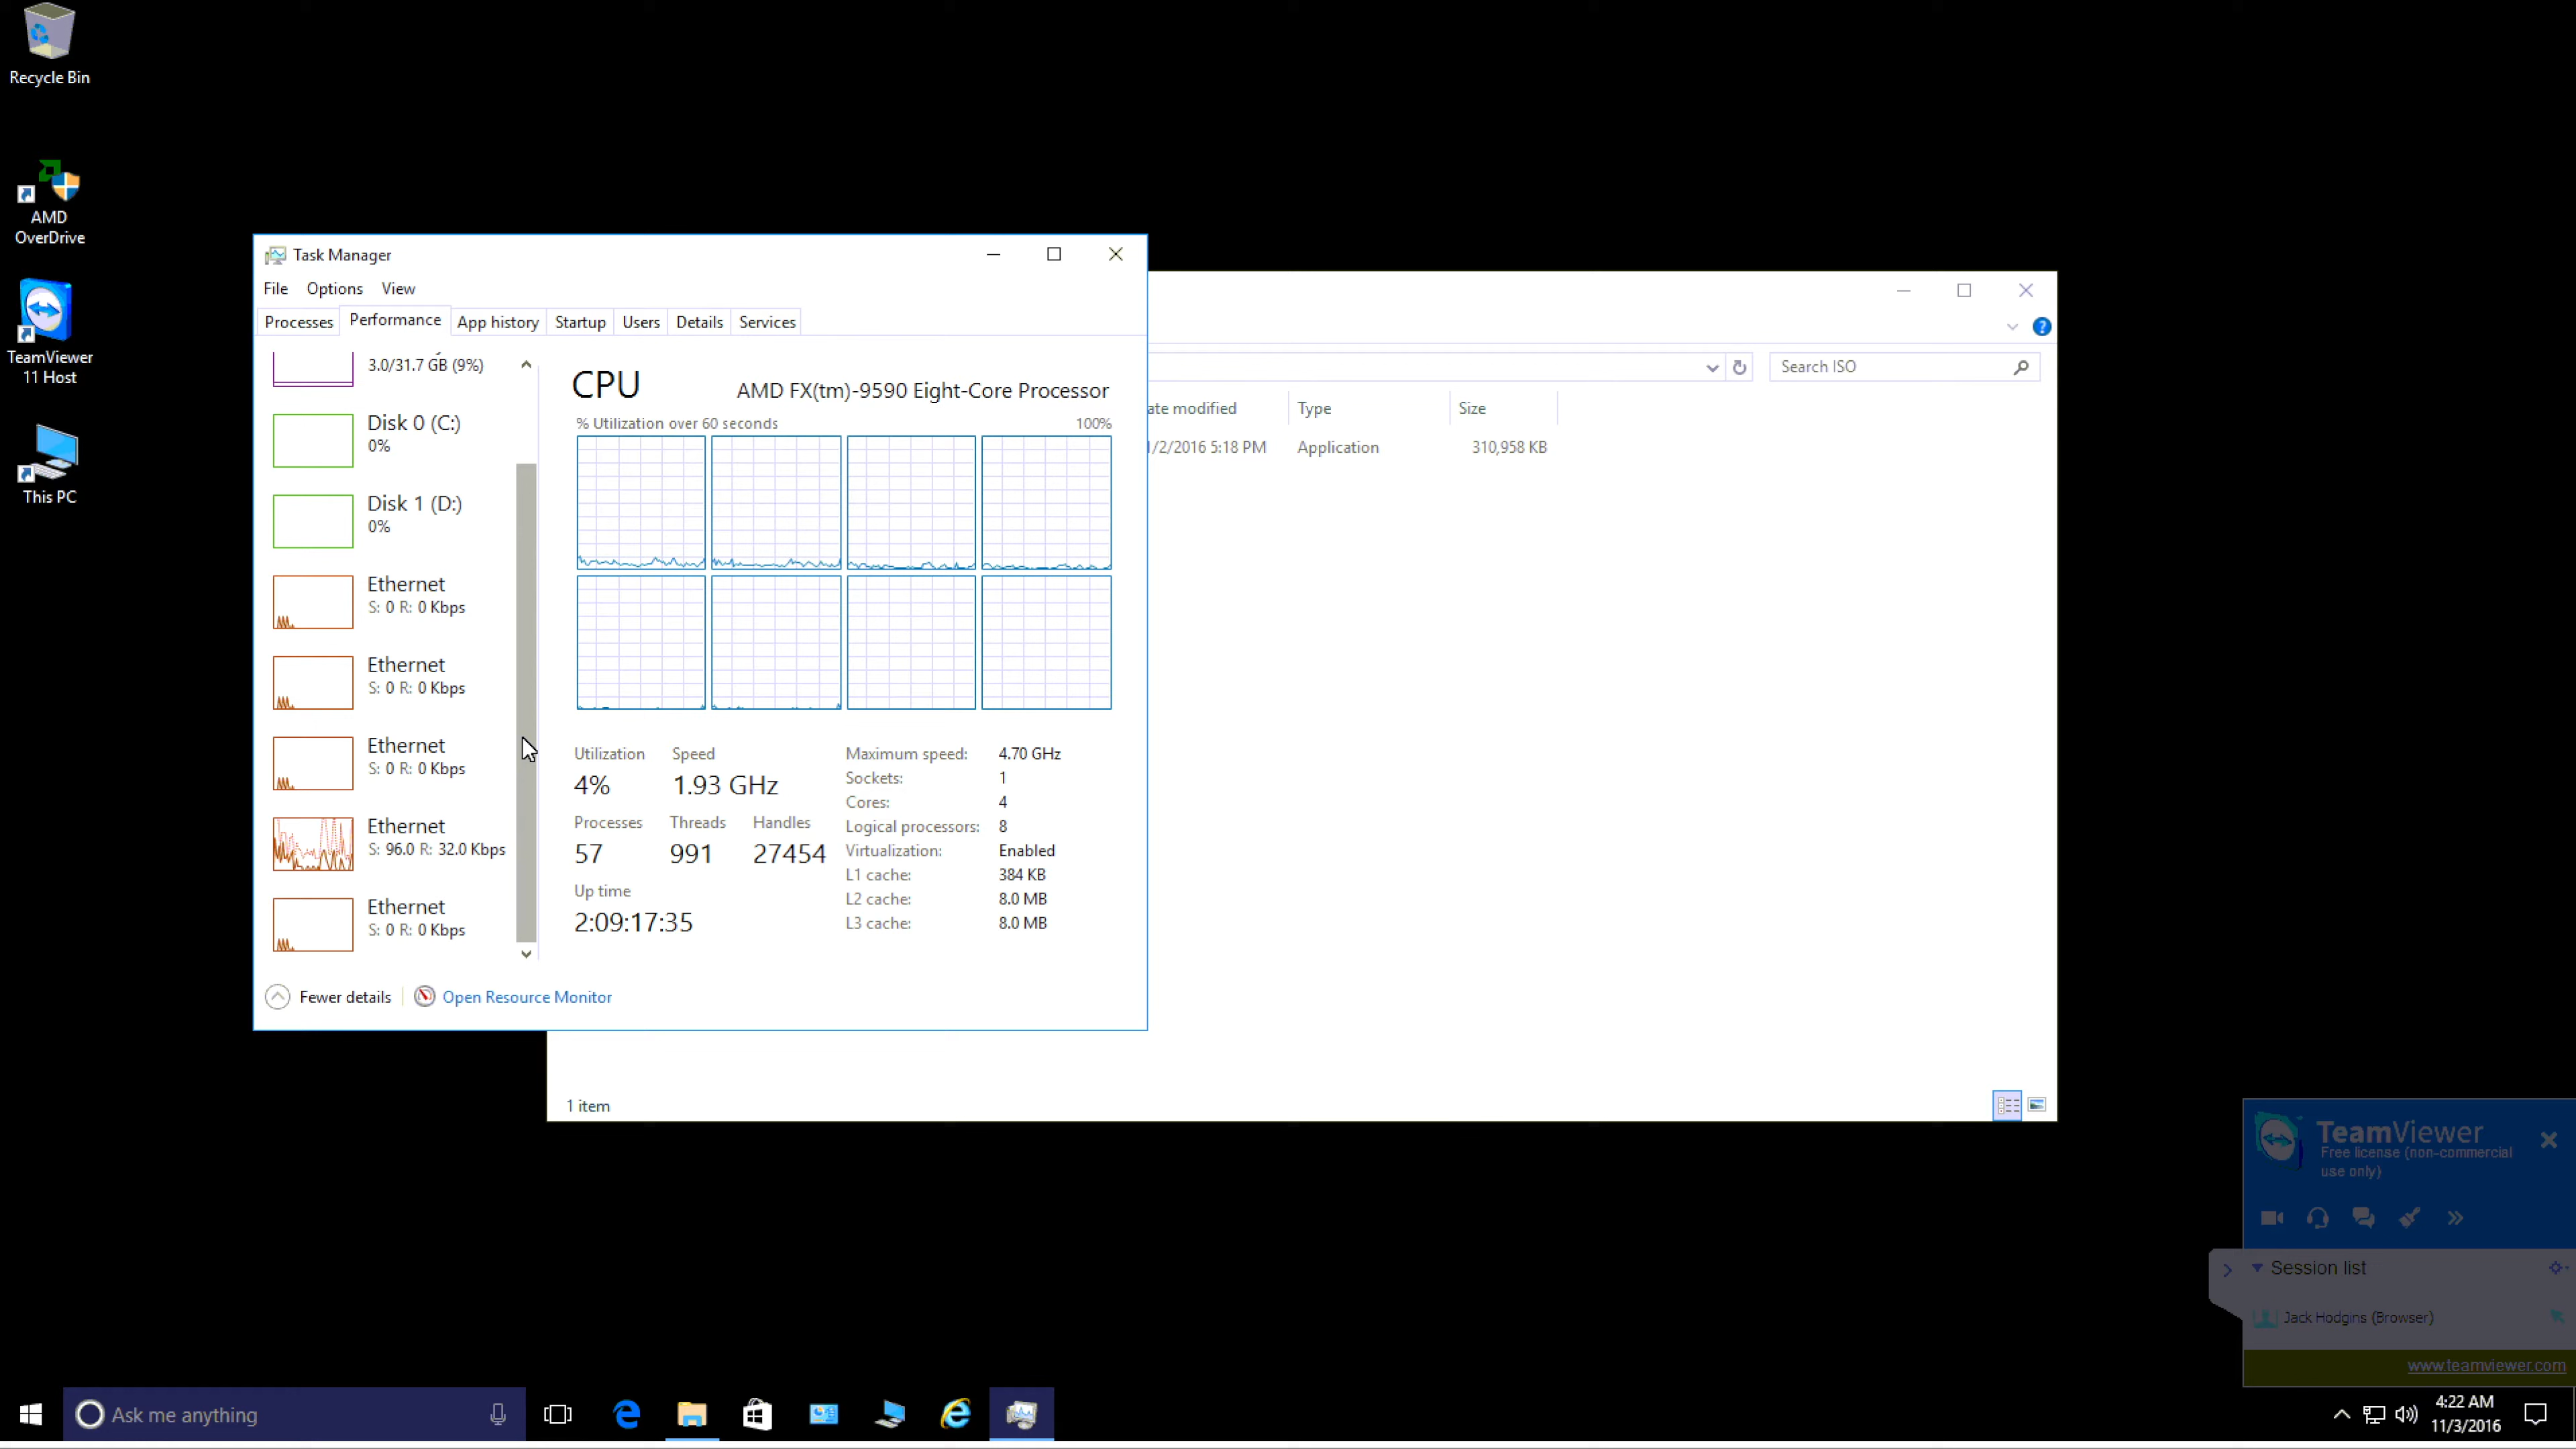 Recycle Bin
AMD
OverDrive
TeamViewer
11 Host
This PC
Task Manager
File Options View
Processes Performance App history Startup Users Details Services
3.0/31.7 GB (9%)
Disk 0 (C:)
0%
Disk 1 (D:)
0%
Ethernet
S: 0 R: 0 Kbps
Ethernet
S: 0 R: 0 Kbps
Ethernet
S: 0 R: 0 Kbps
Ethernet
S: 96.0 R: 32.0 Kbps
Ethernet
S: 0 R: 0 Kbps
CPU AMD FX(tm)-9590 Eight-Core Processor
% Utilization over 60 seconds 100%
Utilization Speed
4% 1.93 GHz
Processes Threads Handles
57 991 27454
Up time
2:09:17:35
Maximum speed: 4.70 GHz
Sockets: 1
Cores: 4
Logical processors: 8
Virtualization: Enabled
L1 cache: 384 KB
L2 cache: 8.0 MB
L3 cache: 8.0 MB
Fewer details Open Resource Monitor
Search ISO
ate modified Type Size
1/2/2016 5:18 PM Application 310,958 KB
1 item
TeamViewer
Free license (non-commercial
use only)
Session list
Jack Hodgins (Browser)
www.teamviewer.com
Ask me anything
4:22 AM
11/3/2016